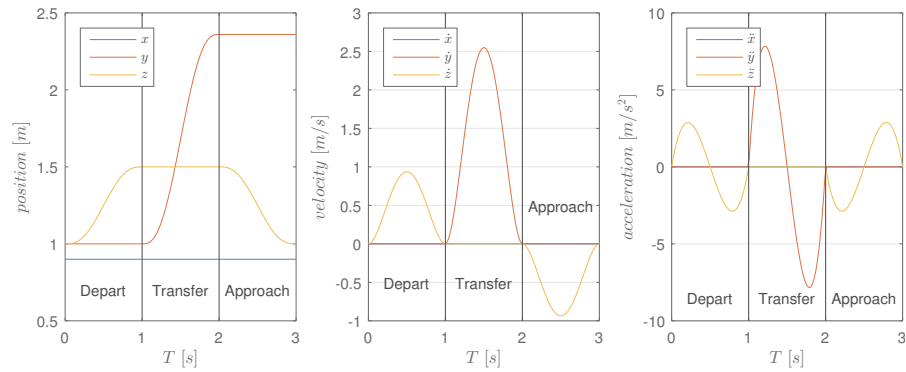 position [m]
2.5
2
1.5
1
0.5
x
y
z
Depart
Transfer
Approach
0
1
2
3
T [s]
velocity [m/s]
3
2.5
2
1.5
1
0.5
0
-0.5
-1
ẋ
ẏ
ż
Approach
Depart
Transfer
0
1
2
3
T [s]
acceleration [m/s²]
10
5
0
-5
-10
ẍ
ÿ
z̈
Depart
Transfer
Approach
0
1
2
3
T [s]